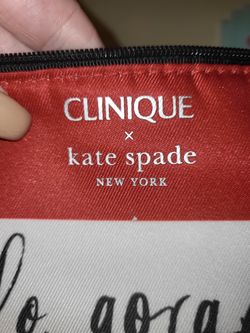 CLINIQUE
×
kate spade
NEW YORK